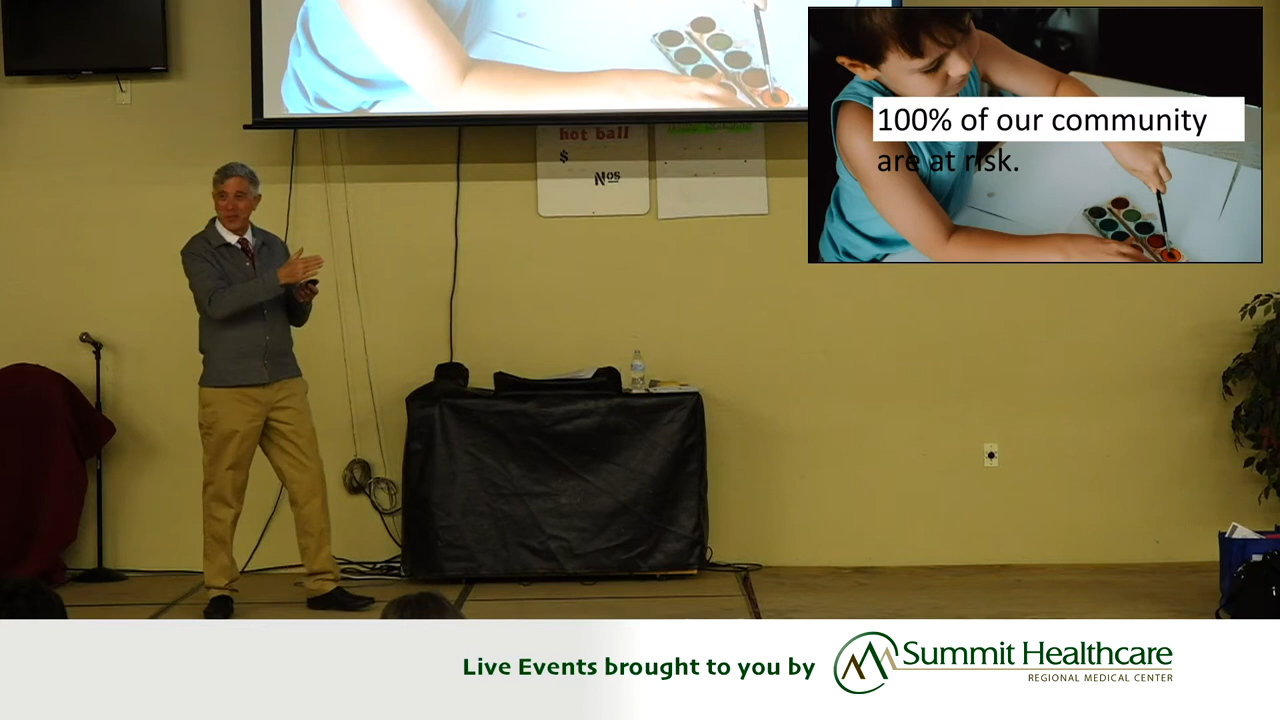 hot ball
$
Nos
100% of our community
are at risk.
Live Events brought to you by
Summit Healthcare
REGIONAL MEDICAL CENTER